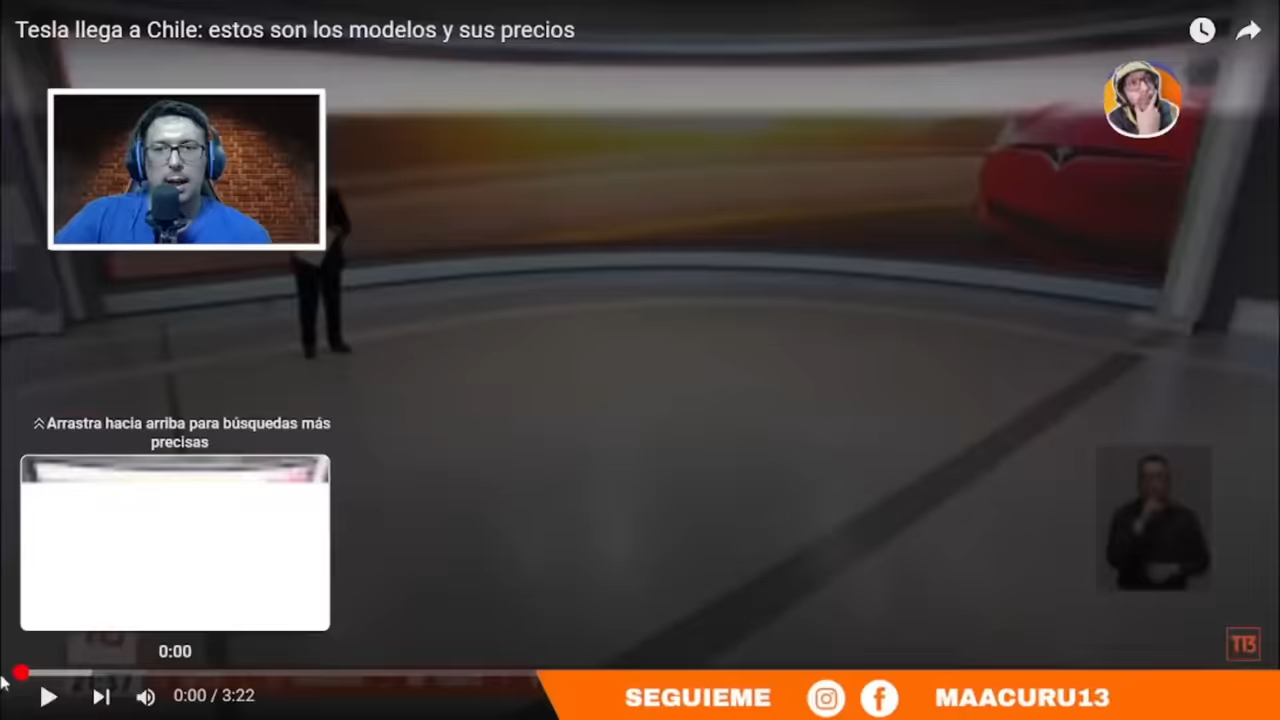 Tesla llega a Chile: estos son los modelos y sus precios
Arrastra hacia arriba para búsquedas más
precisas
0:00
T13
0:00 / 3:22
SEGUIEME
MAACURU13